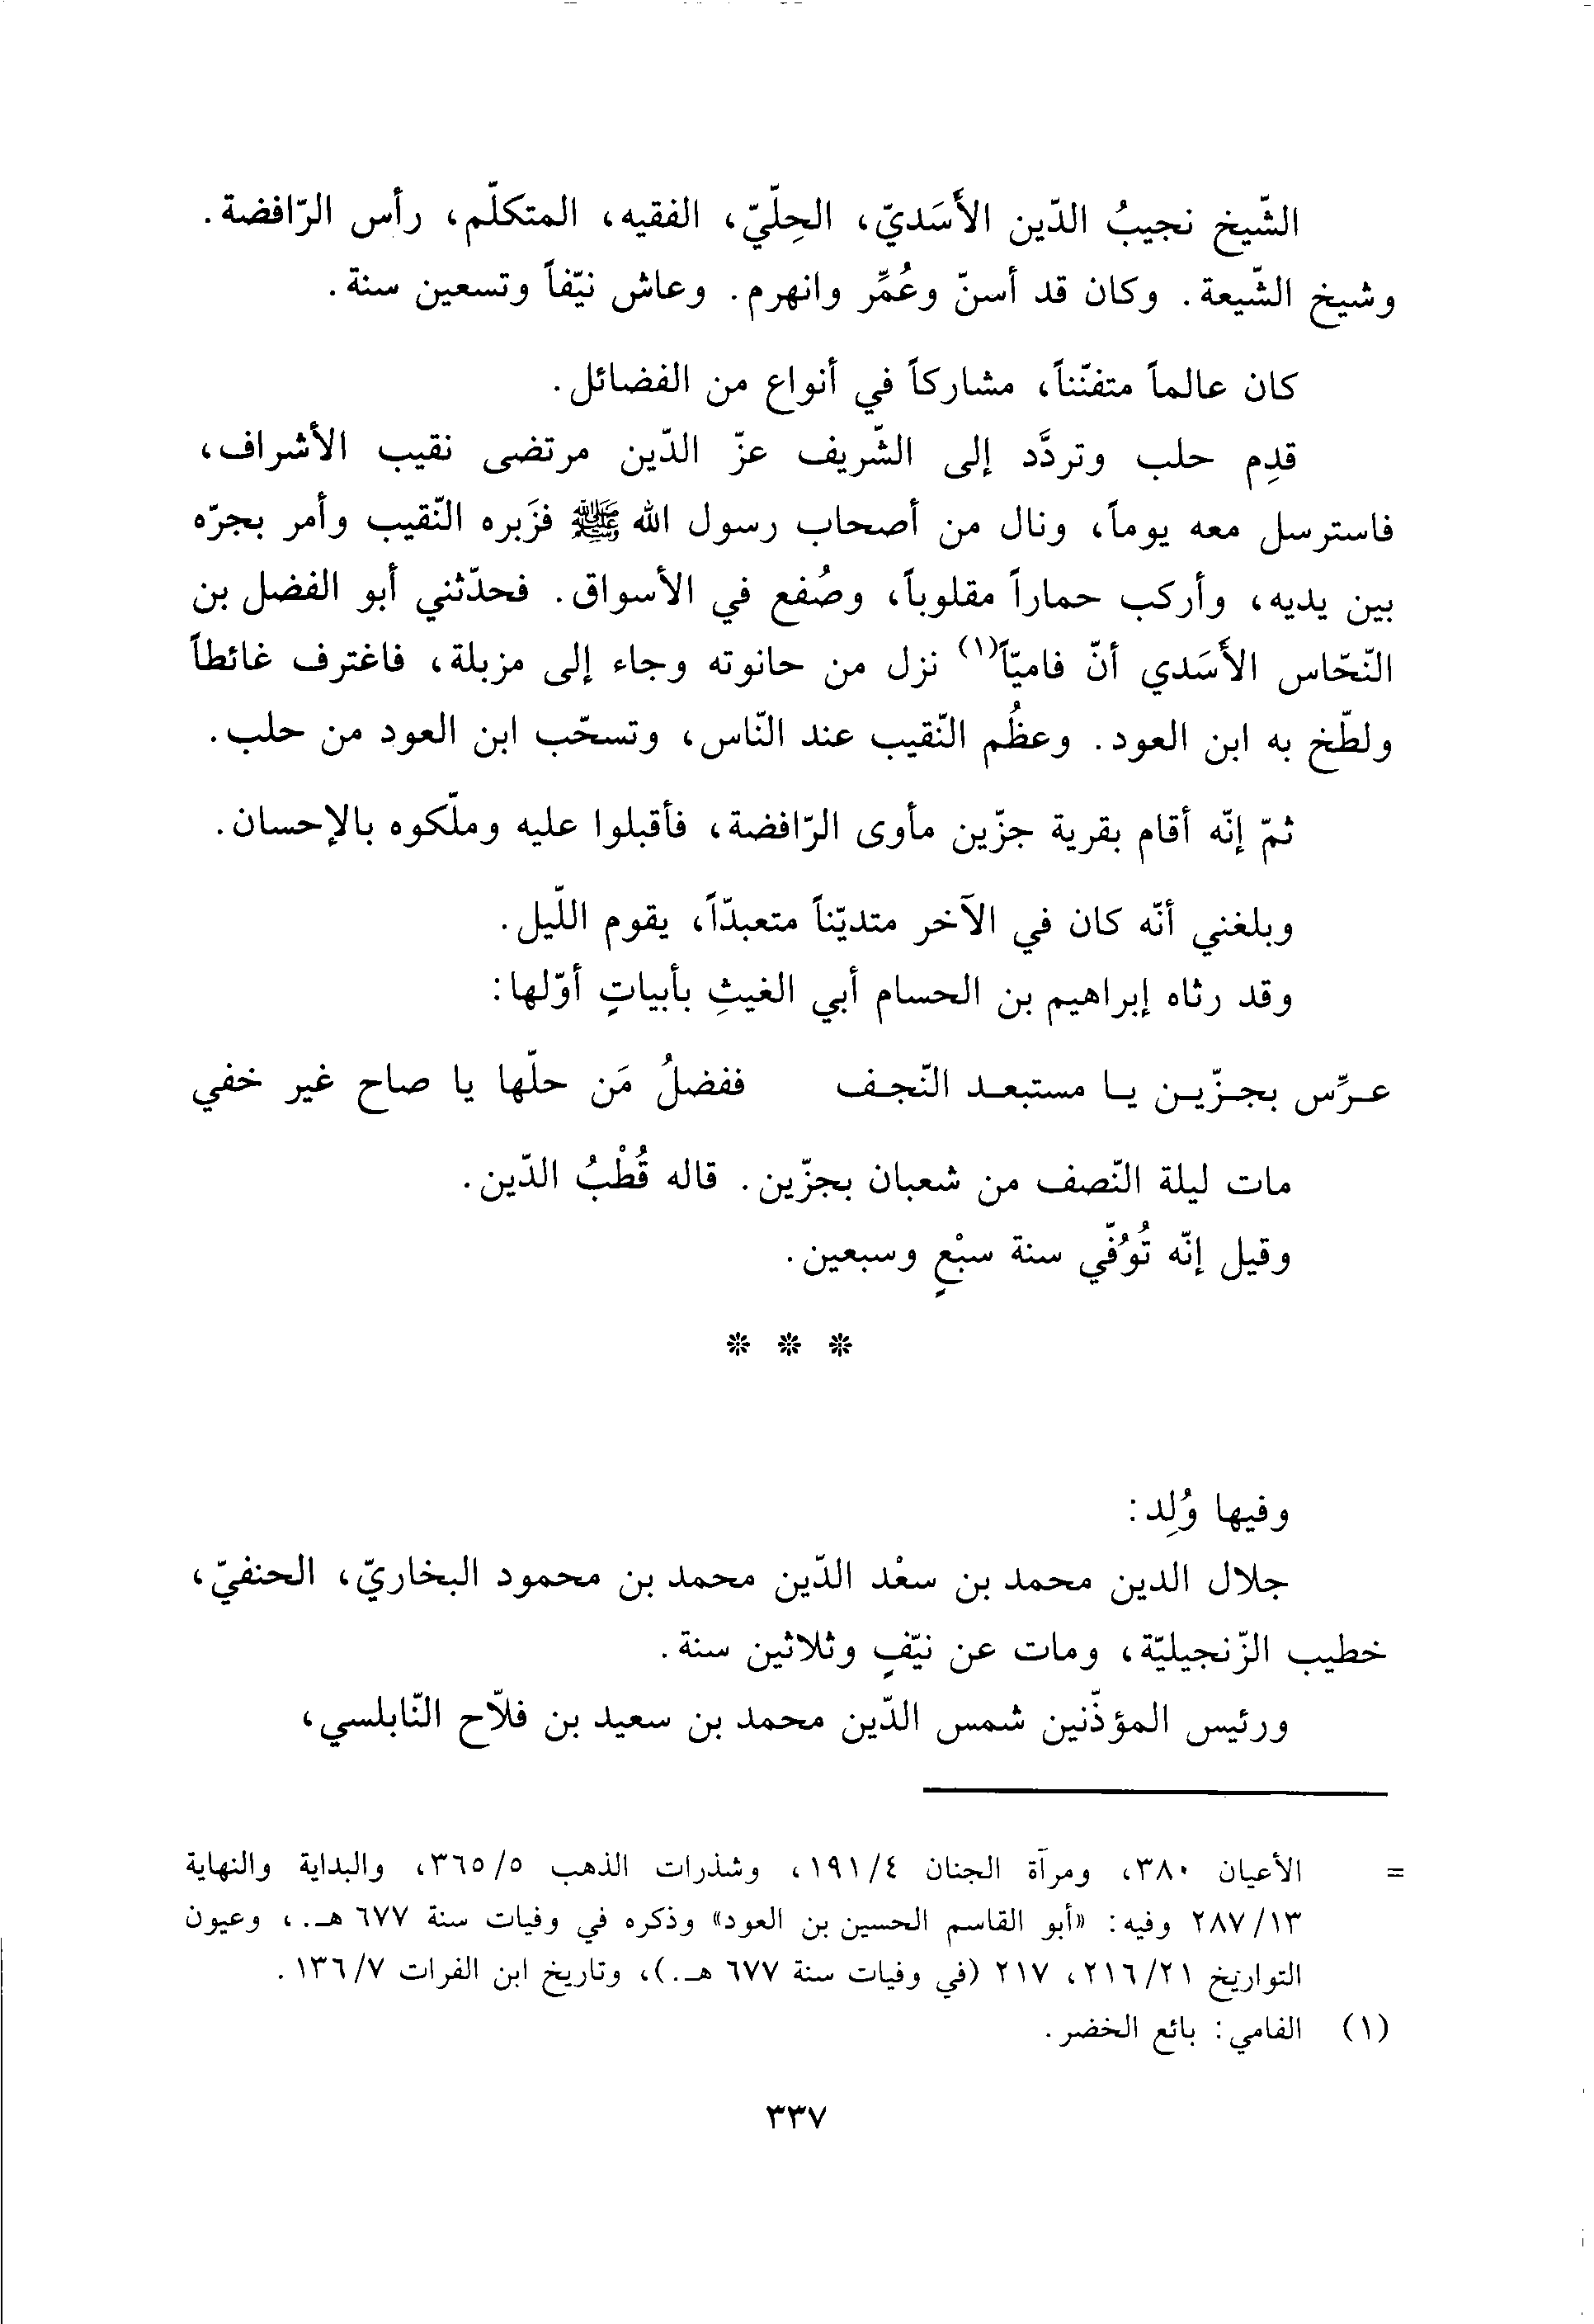 الشّيخ نجيبُ الدّين الأَسَديّ، الحِلّيّ، الفقيه، المتكلّم، رأس الرّافضة.
وشيخ الشّيعة. وكان قد أسنّ وعُمِّر وانهرم. وعاش نيّفاً وتسعين سنة.
كان عالماً متفنّناً، مشاركاً في أنواع من الفضائل.
قدِم حلب وتردَّد إلى الشّريف عزّ الدّين مرتضى نقيب الأشراف،
فاسترسل معه يوماً، ونال من أصحاب رسول الله ﷺ فزَبره النّقيب وأمر بجرّه
بين يديه، وأركب حماراً مقلوباً، وصُفع في الأسواق. فحدّثني أبو الفضل بن
النّحّاس الأَسَدي أنّ فاميّاً(١) نزل من حانوته وجاء إلى مزبلة، فاغترف غائطاً
ولطّخ به ابن العود. وعظُم النّقيب عند النّاس، وتسحّب ابن العود من حلب.
ثمّ إنّه أقام بقرية جزّين مأوى الرّافضة، فأقبلوا عليه وملّكوه بالإحسان.
وبلغني أنّه كان في الآخر متديّناً متعبدّاً، يقوم اللّيل.
وقد رثاه إبراهيم بن الحسام أبي الغيثِ بأبياتٍ أوّلها:
عـرِّس بجـزّيـن يـا مستبعـد النّجـف ففضلُ مَن حلّها يا صاح غير خفي
مات ليلة النّصف من شعبان بجزّين. قاله قُطْبُ الدّين.
وقيل إنّه تُوُفّي سنة سبْعٍ وسبعين.
* * *
وفيها وُلِد:
جلال الدين محمد بن سعْد الدّين محمد بن محمود البخاريّ، الحنفيّ،
خطيب الزّنجيليّة، ومات عن نيّفٍ وثلاثين سنة.
ورئيس المؤذّنين شمس الدّين محمد بن سعيد بن فلاّح النّابلسي،
= الأعيان ٣٨٠، ومرآة الجنان ١٩١/٤، وشذرات الذهب ٣٦٥/٥، والبداية والنهاية
٢٨٧/١٣ وفيه: «أبو القاسم الحسين بن العود» وذكره في وفيات سنة ٦٧٧ هـ.، وعيون
التواريخ ٢١٦/٢١، ٢١٧ (في وفيات سنة ٦٧٧ هـ.)، وتاريخ ابن الفرات ١٣٦/٧.
(١) الفامي: بائع الخضر.
٣٣٧